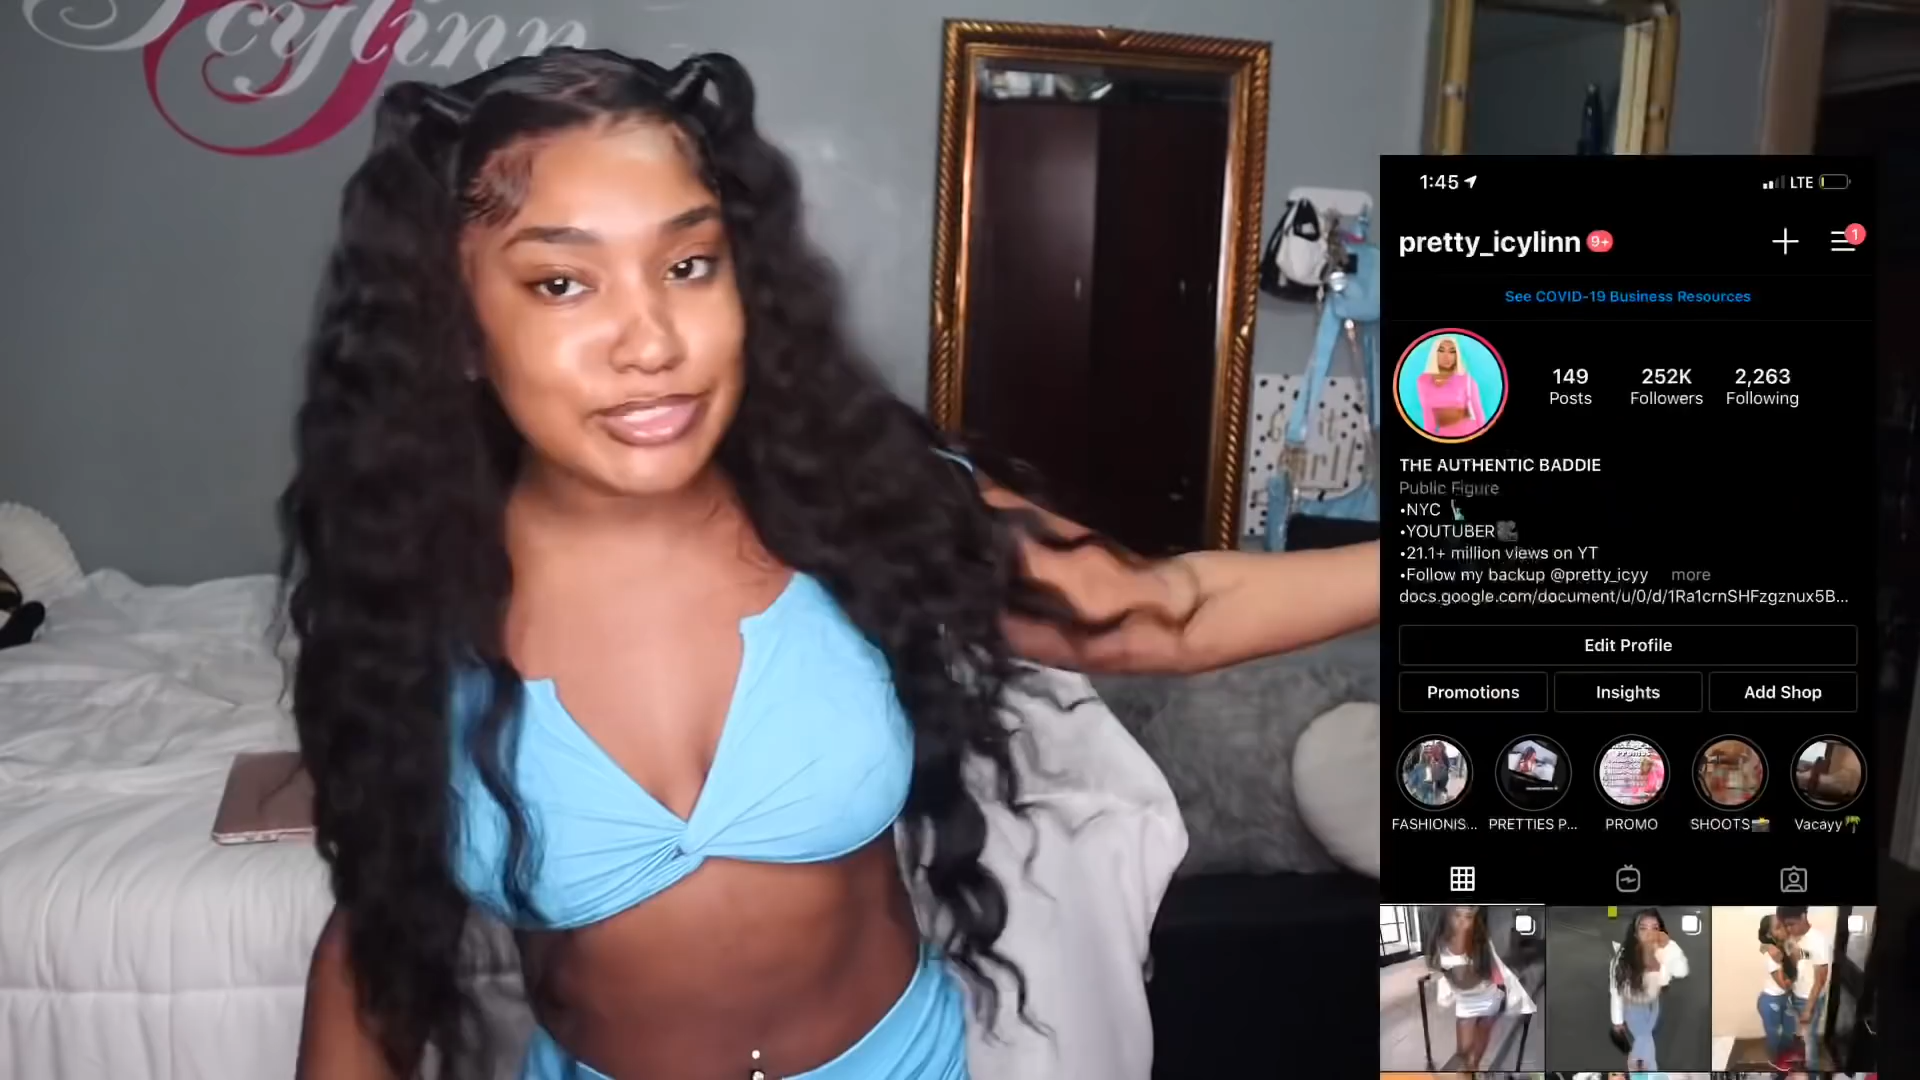 Icylinn
1:45
LTE
pretty_icylinn 9+
1
See COVID-19 Business Resources
149 252K 2,263
Posts Followers Following
THE AUTHENTIC BADDIE
Public Figure
•NYC
•YOUTUBER
•21.1+ million views on YT
•Follow my backup @pretty_icyy more
docs.google.com/document/u/0/d/1Ra1crnSHFzgznux5B...
Edit Profile
Promotions Insights Add Shop
FASHIONIS... PRETTIES P... PROMO SHOOTS Vacayy